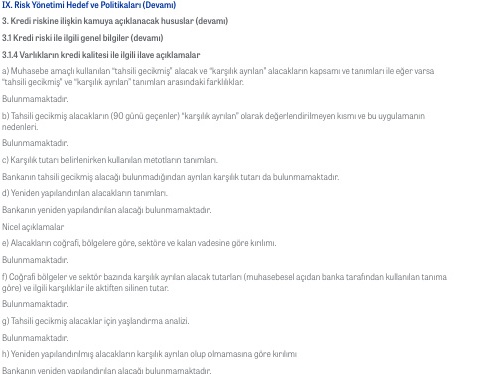 IX. Risk Yönetimi Hedef ve Politikaları (Devamı)
3. Kredi riskine ilişkin kamuya açıklanacak hususlar (devamı)
3.1 Kredi riski ile ilgili genel bilgiler (devamı)
3.1.4 Varlıkların kredi kalitesi ile ilgili ilave açıklamalar
a) Muhasebe amaçlı kullanılan “tahsili gecikmiş” alacak ve “karşılık ayrılan” alacakların kapsamı ve tanımları ile eğer varsa
“tahsili gecikmiş” ve “karşılık ayrılan” tanımları arasındaki farklılıklar.
Bulunmamaktadır.
b) Tahsili gecikmiş alacakların (90 günü geçenler) “karşılık ayrılan” olarak değerlendirilmeyen kısmı ve bu uygulamanın
nedenleri.
Bulunmamaktadır.
c) Karşılık tutarı belirlenirken kullanılan metotların tanımları.
Bankanın tahsili gecikmiş alacağı bulunmadığından ayrılan karşılık tutarı da bulunmamaktadır.
d) Yeniden yapılandırılan alacakların tanımları.
Bankanın yeniden yapılandırılan alacağı bulunmamaktadır.
Nicel açıklamalar
e) Alacakların coğrafi, bölgelere göre, sektöre ve kalan vadesine göre kırılımı.
Bulunmamaktadır.
f) Coğrafi bölgeler ve sektör bazında karşılık ayrılan alacak tutarları (muhasebesel açıdan banka tarafından kullanılan tanıma
göre) ve ilgili karşılıklar ile aktiften silinen tutar.
Bulunmamaktadır.
g) Tahsili gecikmiş alacaklar için yaşlandırma analizi.
Bulunmamaktadır.
h) Yeniden yapılandırılmış alacakların karşılık ayrılan olup olmamasına göre kırılımı
Bankanın yeniden yapılandırılan alacağı bulunmamaktadır.